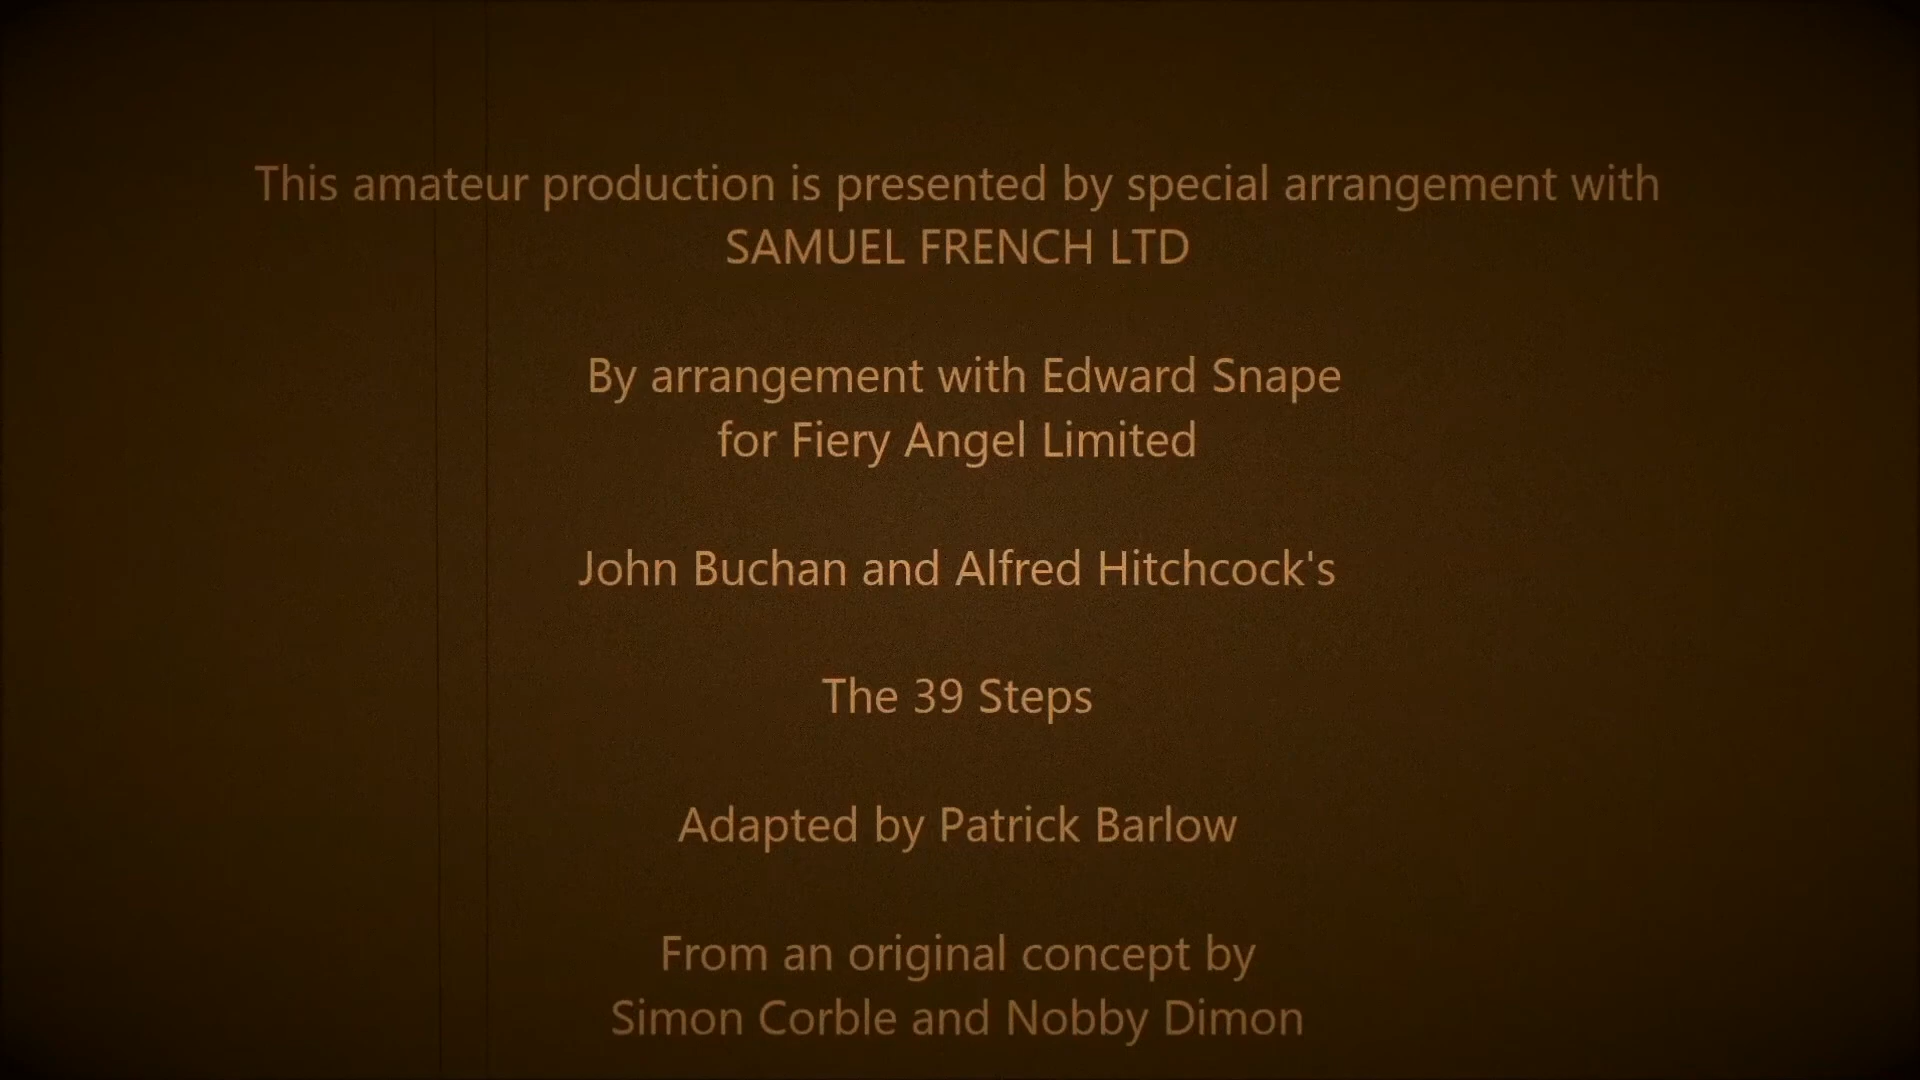 This amateur production is presented by special arrangement with
SAMUEL FRENCH LTD
By arrangement with Edward Snape
for Fiery Angel Limited
John Buchan and Alfred Hitchcock's
The 39 Steps
Adapted by Patrick Barlow
From an original concept by
Simon Corble and Nobby Dimon